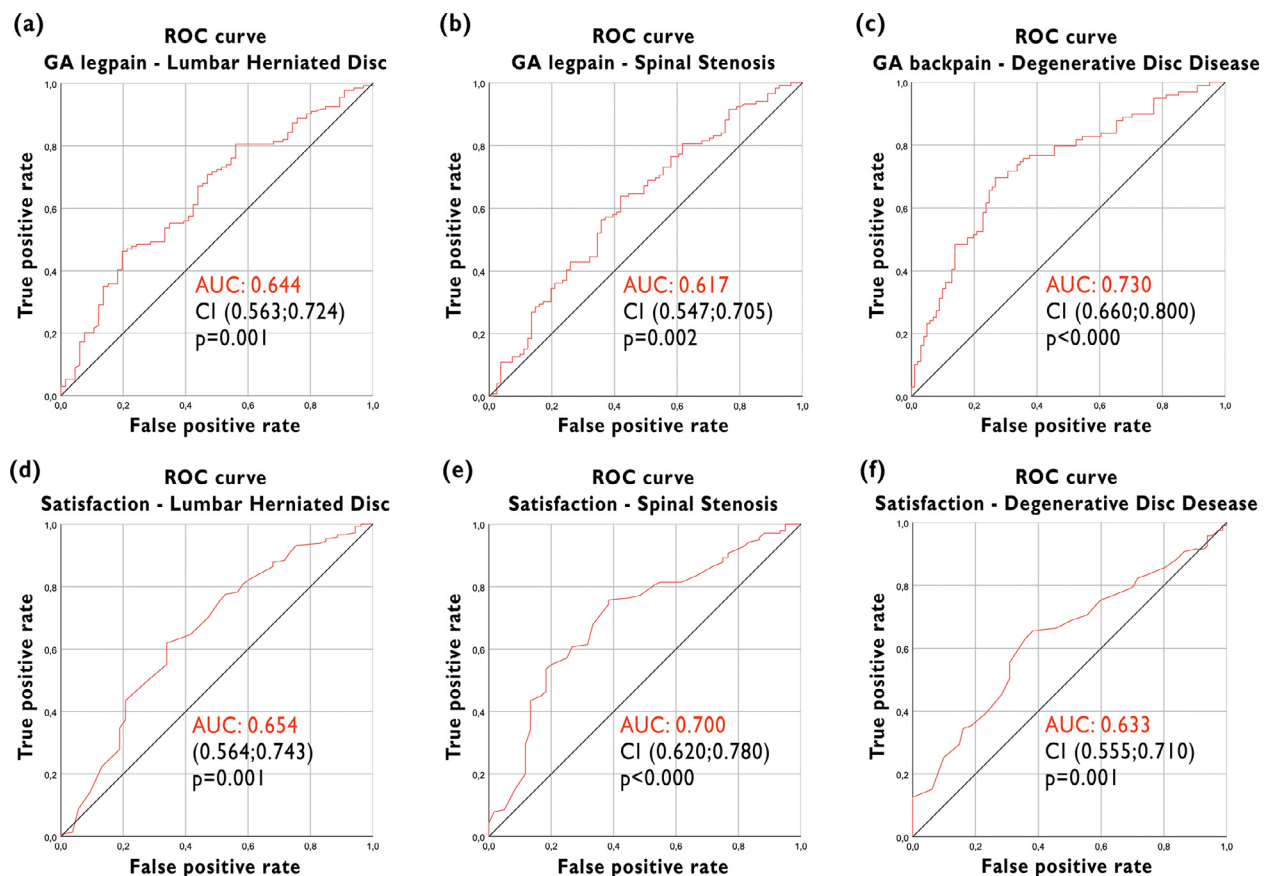 (a)
ROC curve
GA legpain - Lumbar Herniated Disc
1,0
0,8
0,6
0,4
0,2
0,0
True positive rate
AUC: 0.644
CI (0.563;0.724)
p=0.001
0,0 0,2 0,4 0,6 0,8 1,0
False positive rate
(b)
ROC curve
GA legpain - Spinal Stenosis
1,0
0,8
0,6
0,4
0,2
0,0
True positive rate
AUC: 0.617
CI (0.547;0.705)
p=0.002
0,0 0,2 0,4 0,6 0,8 1,0
False positive rate
(c)
ROC curve
GA backpain - Degenerative Disc Disease
1,0
0,8
0,6
0,4
0,2
0,0
True positive rate
AUC: 0.730
CI (0.660;0.800)
p<0.000
0,0 0,2 0,4 0,6 0,8 1,0
False positive rate
(d)
ROC curve
Satisfaction - Lumbar Herniated Disc
1,0
0,8
0,6
0,4
0,2
0,0
True positive rate
AUC: 0.654
(0.564;0.743)
p=0.001
0,0 0,2 0,4 0,6 0,8 1,0
False positive rate
(e)
ROC curve
Satisfaction - Spinal Stenosis
1,0
0,8
0,6
0,4
0,2
0,0
True positive rate
AUC: 0.700
CI (0.620;0.780)
p<0.000
0,0 0,2 0,4 0,6 0,8 1,0
False positive rate
(f)
ROC curve
Satisfaction - Degenerative Disc Desease
1,0
0,8
0,6
0,4
0,2
0,0
True positive rate
AUC: 0.633
CI (0.555;0.710)
p=0.001
0,0 0,2 0,4 0,6 0,8 1,0
False positive rate